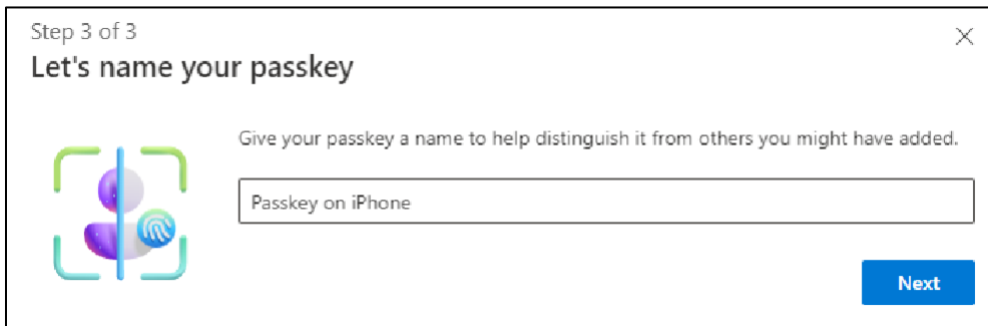 Step 3 of 3
Let's name your passkey
Give your passkey a name to help distinguish it from others you might have added.
Passkey on iPhone
Next